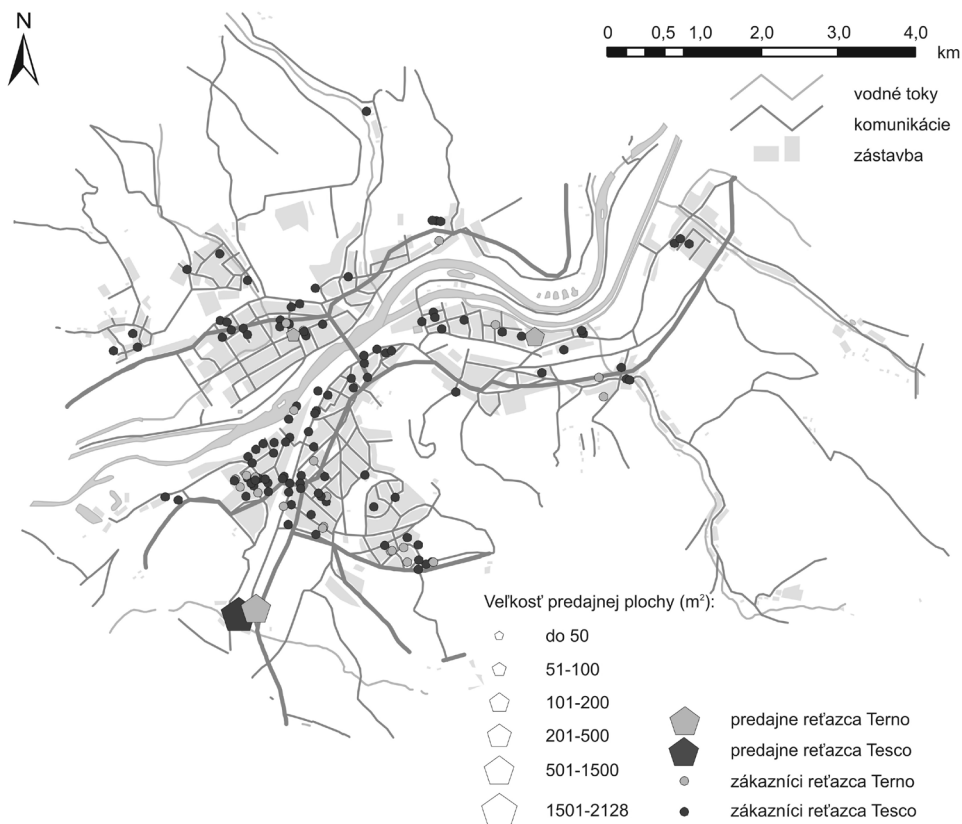 N
0 0,5 1,0 2,0 3,0 4,0
km
vodné toky
komunikácie
zástavba
Veľkosť predajnej plochy (m²):
do 50
51-100
101-200
201-500
501-1500
1501-2128
predajne reťazca Terno
predajne reťazca Tesco
zákazníci reťazca Terno
zákazníci reťazca Tesco